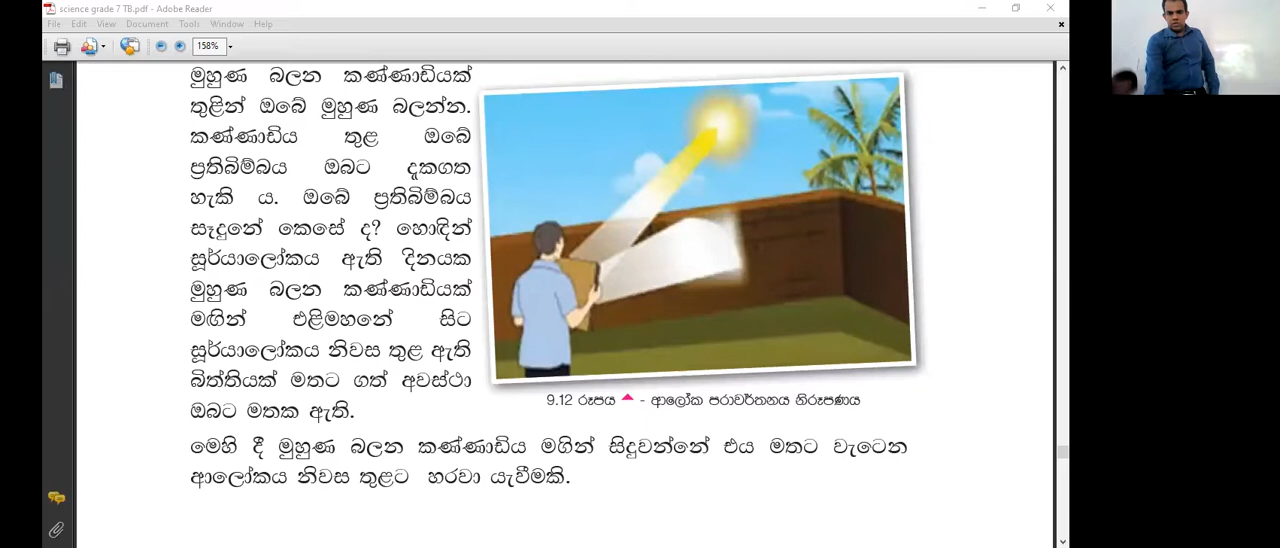 science grade 7 TB.pdf - Adobe Reader
File Edit View Document Tools Window Help
158%
මුහුණ බලන කණ්ණාඩියක්
තුළින් ඔබේ මුහුණ බලන්න.
කණ්ණාඩිය තුළ ඔබේ
ප්‍රතිබිම්බය ඔබට දැකගත
හැකි ය. ඔබේ ප්‍රතිබිම්බය
සෑදුනේ කෙසේ ද? හොඳින්
සූර්යාලෝකය ඇති දිනයක
මුහුණ බලන කණ්ණාඩියක්
මඟින් එළිමහනේ සිට
සූර්යාලෝකය නිවස තුළ ඇති
බිත්තියක් මතට ගත් අවස්ථා
ඔබට මතක ඇති.
9.12 රූපය - ආලෝක පරාවර්තනය නිරූපණය
මෙහි දී මුහුණ බලන කණ්ණාඩිය මගින් සිදුවන්නේ එය මතට වැටෙන
ආලෝකය නිවස තුළට හරවා යැවීමකි.